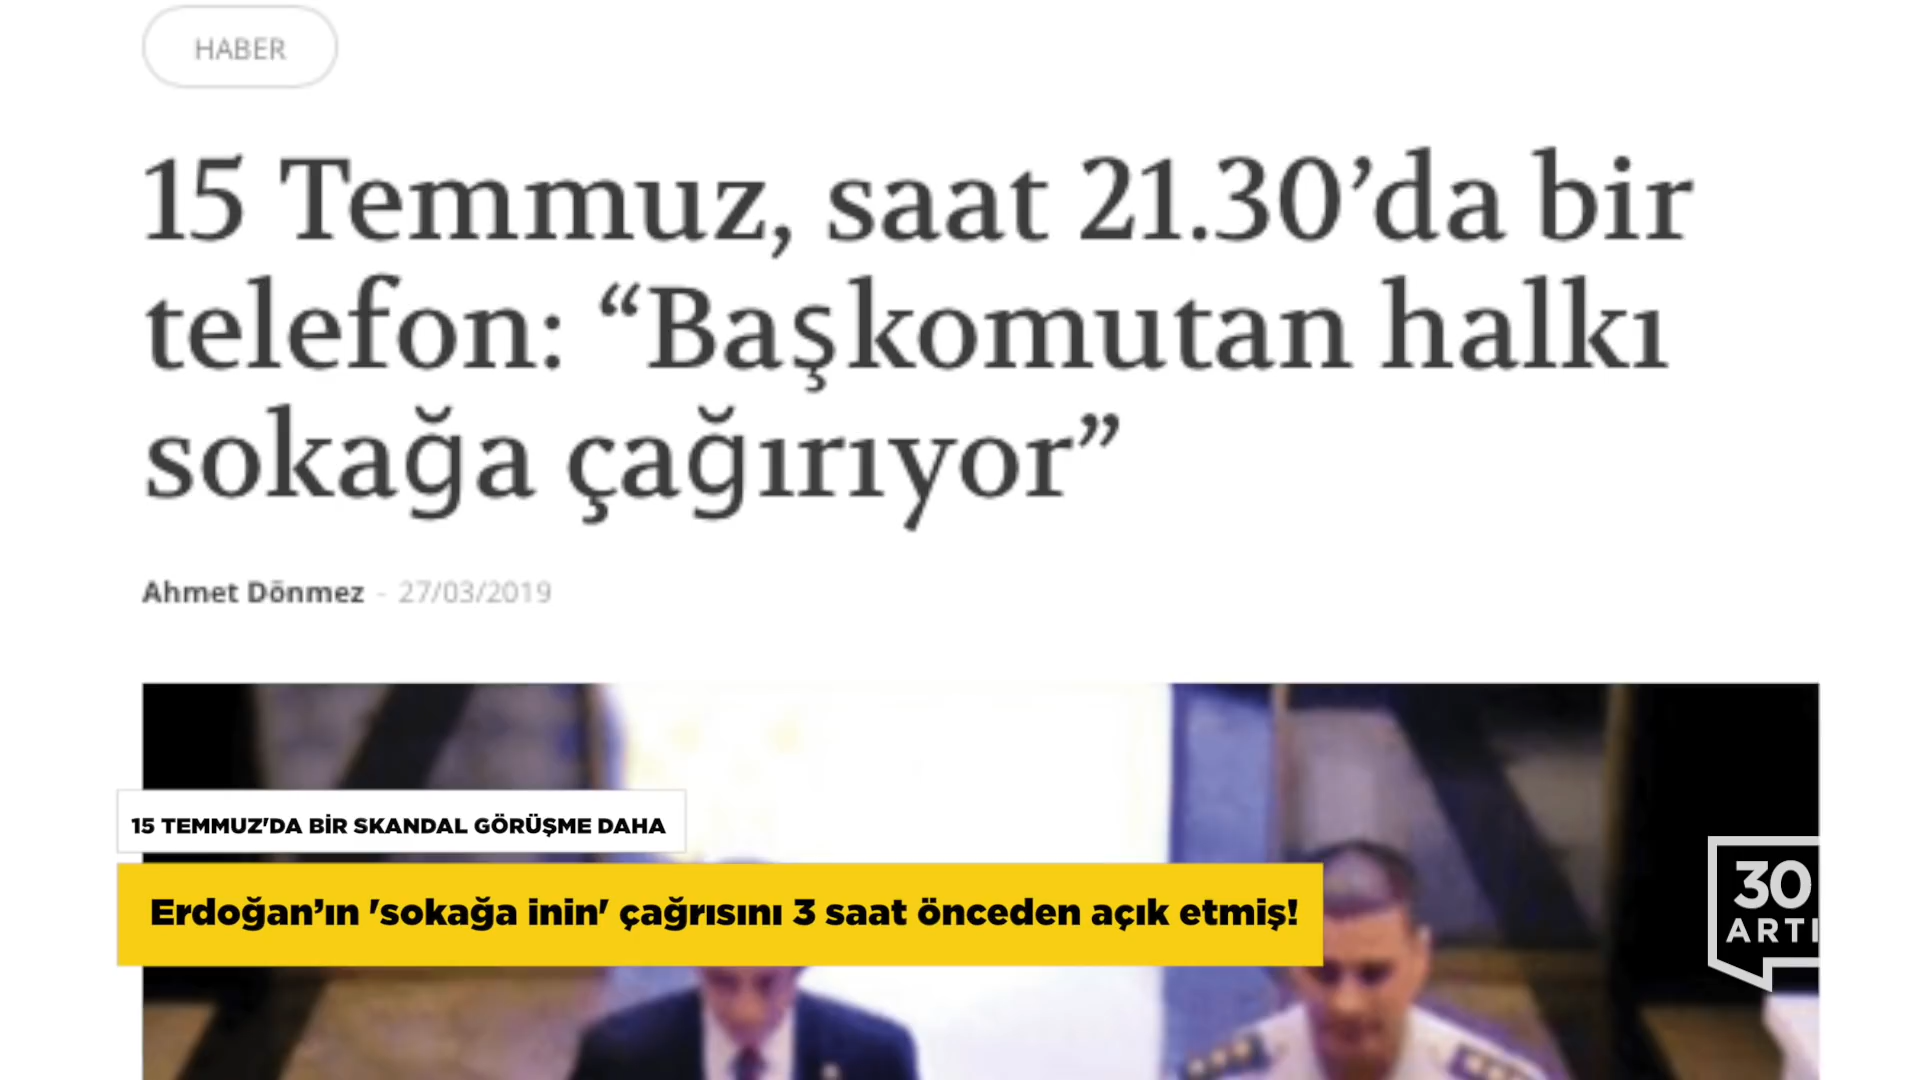 HABER
15 Temmuz, saat 21.30’da bir
telefon: “Başkomutan halkı
sokağa çağırıyor”
Ahmet Dönmez - 27/03/2019
15 TEMMUZ'DA BİR SKANDAL GÖRÜŞME DAHA
Erdoğan’ın 'sokağa inin' çağrısını 3 saat önceden açık etmiş!
30
ARTI